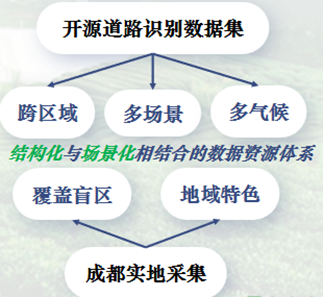 开源道路识别数据集
跨区域 多场景 多气候
结构化与场景化相结合的数据资源体系
覆盖盲区 地域特色
成都实地采集